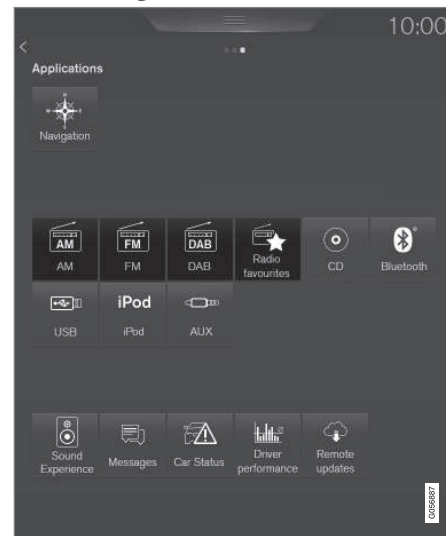 10:00
Applications
Navigation
AM
FM
DAB
AM
FM
DAB
Radio
favourites
CD
Bluetooth
iPod
USB
iPod
AUX
Sound
Experience
Messages
Car Status
Driver
performance
Remote
updates
G056887